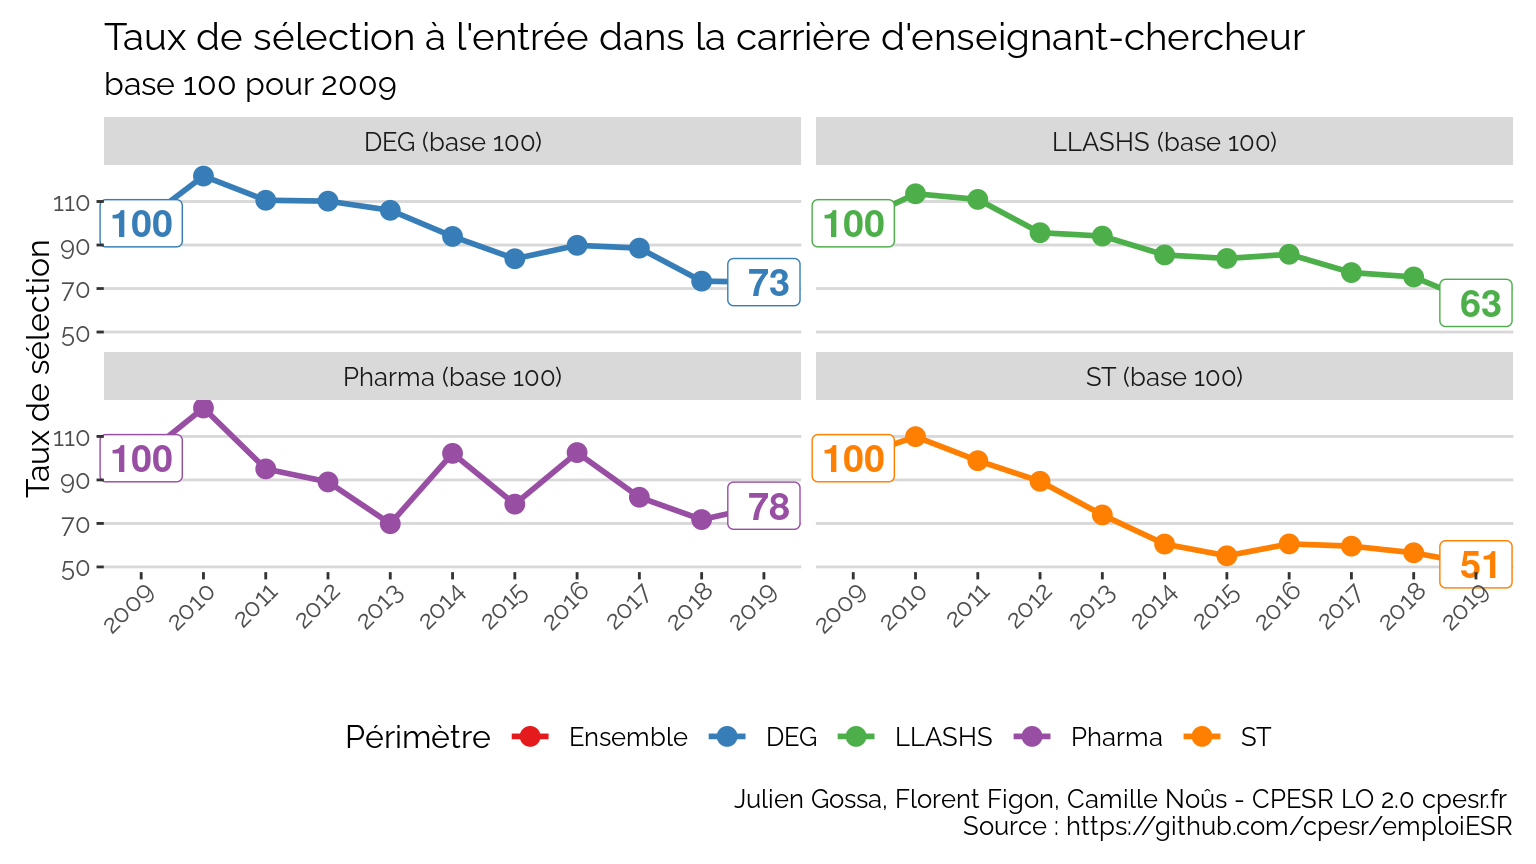 Taux de sélection à l'entrée dans la carrière d'enseignant-chercheur
base 100 pour 2009
DEG (base 100)
LLASHS (base 100)
Taux de sélection
110
90
70
50
100
73
100
63
Pharma (base 100)
ST (base 100)
110
90
70
50
100
78
100
51
2009 2010 2011 2012 2013 2014 2015 2016 2017 2018 2019
2009 2010 2011 2012 2013 2014 2015 2016 2017 2018 2019
Périmètre Ensemble DEG LLASHS Pharma ST
Julien Gossa, Florent Figon, Camille Noûs - CPESR LO 2.0 cpesr.fr
Source : https://github.com/cpesr/emploiESR